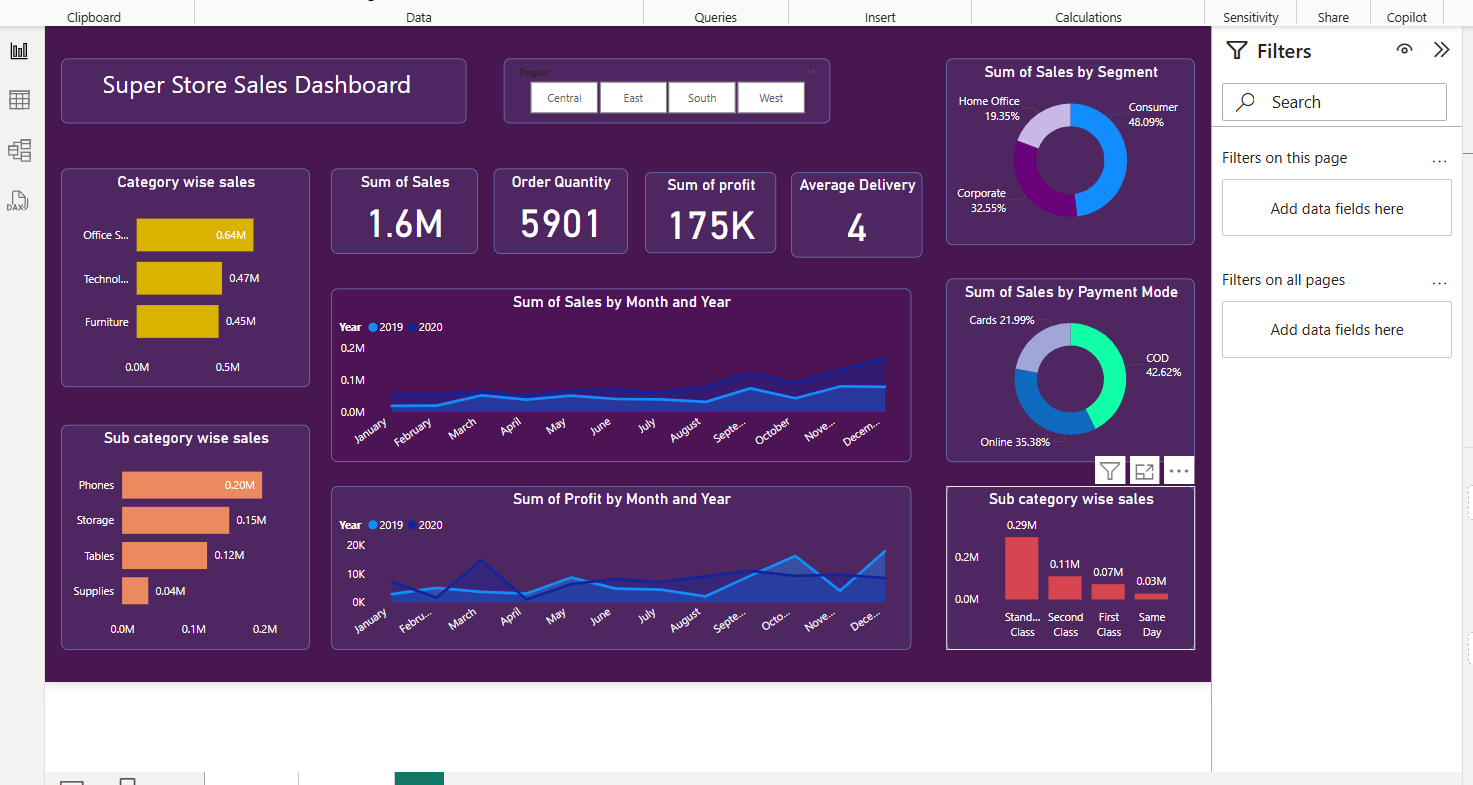 Clipboard
Data
Queries
Insert
Calculations
Sensitivity
Share
Copilot
DAX
Super Store Sales Dashboard
Region
Central
East
South
West
Category wise sales
Office S...
0.64M
Technol...
0.47M
Furniture
0.45M
0.0M
0.5M
Sub category wise sales
Phones
0.20M
Storage
0.15M
Tables
0.12M
Supplies
0.04M
0.0M
0.1M
0.2M
Sum of Sales
1.6M
Order Quantity
5901
Sum of profit
175K
Average Delivery
4
Sum of Sales by Month and Year
Year 2019 2020
0.2M
0.1M
0.0M
January
February
March
April
May
June
July
August
Septe...
October
Nove...
Decem...
Sum of Profit by Month and Year
Year 2019 2020
20K
10K
0K
January
Febru...
March
April
May
June
July
August
Septe...
Octo...
Nove...
Dece...
Sum of Sales by Segment
Home Office
19.35%
Consumer
48.09%
Corporate
32.55%
Sum of Sales by Payment Mode
Cards 21.99%
COD
42.62%
Online 35.38%
Sub category wise sales
0.2M
0.0M
0.29M
0.11M
0.07M
0.03M
Stand...
Class
Second
Class
First
Class
Same
Day
Filters
Search
Filters on this page
...
Add data fields here
Filters on all pages
...
Add data fields here